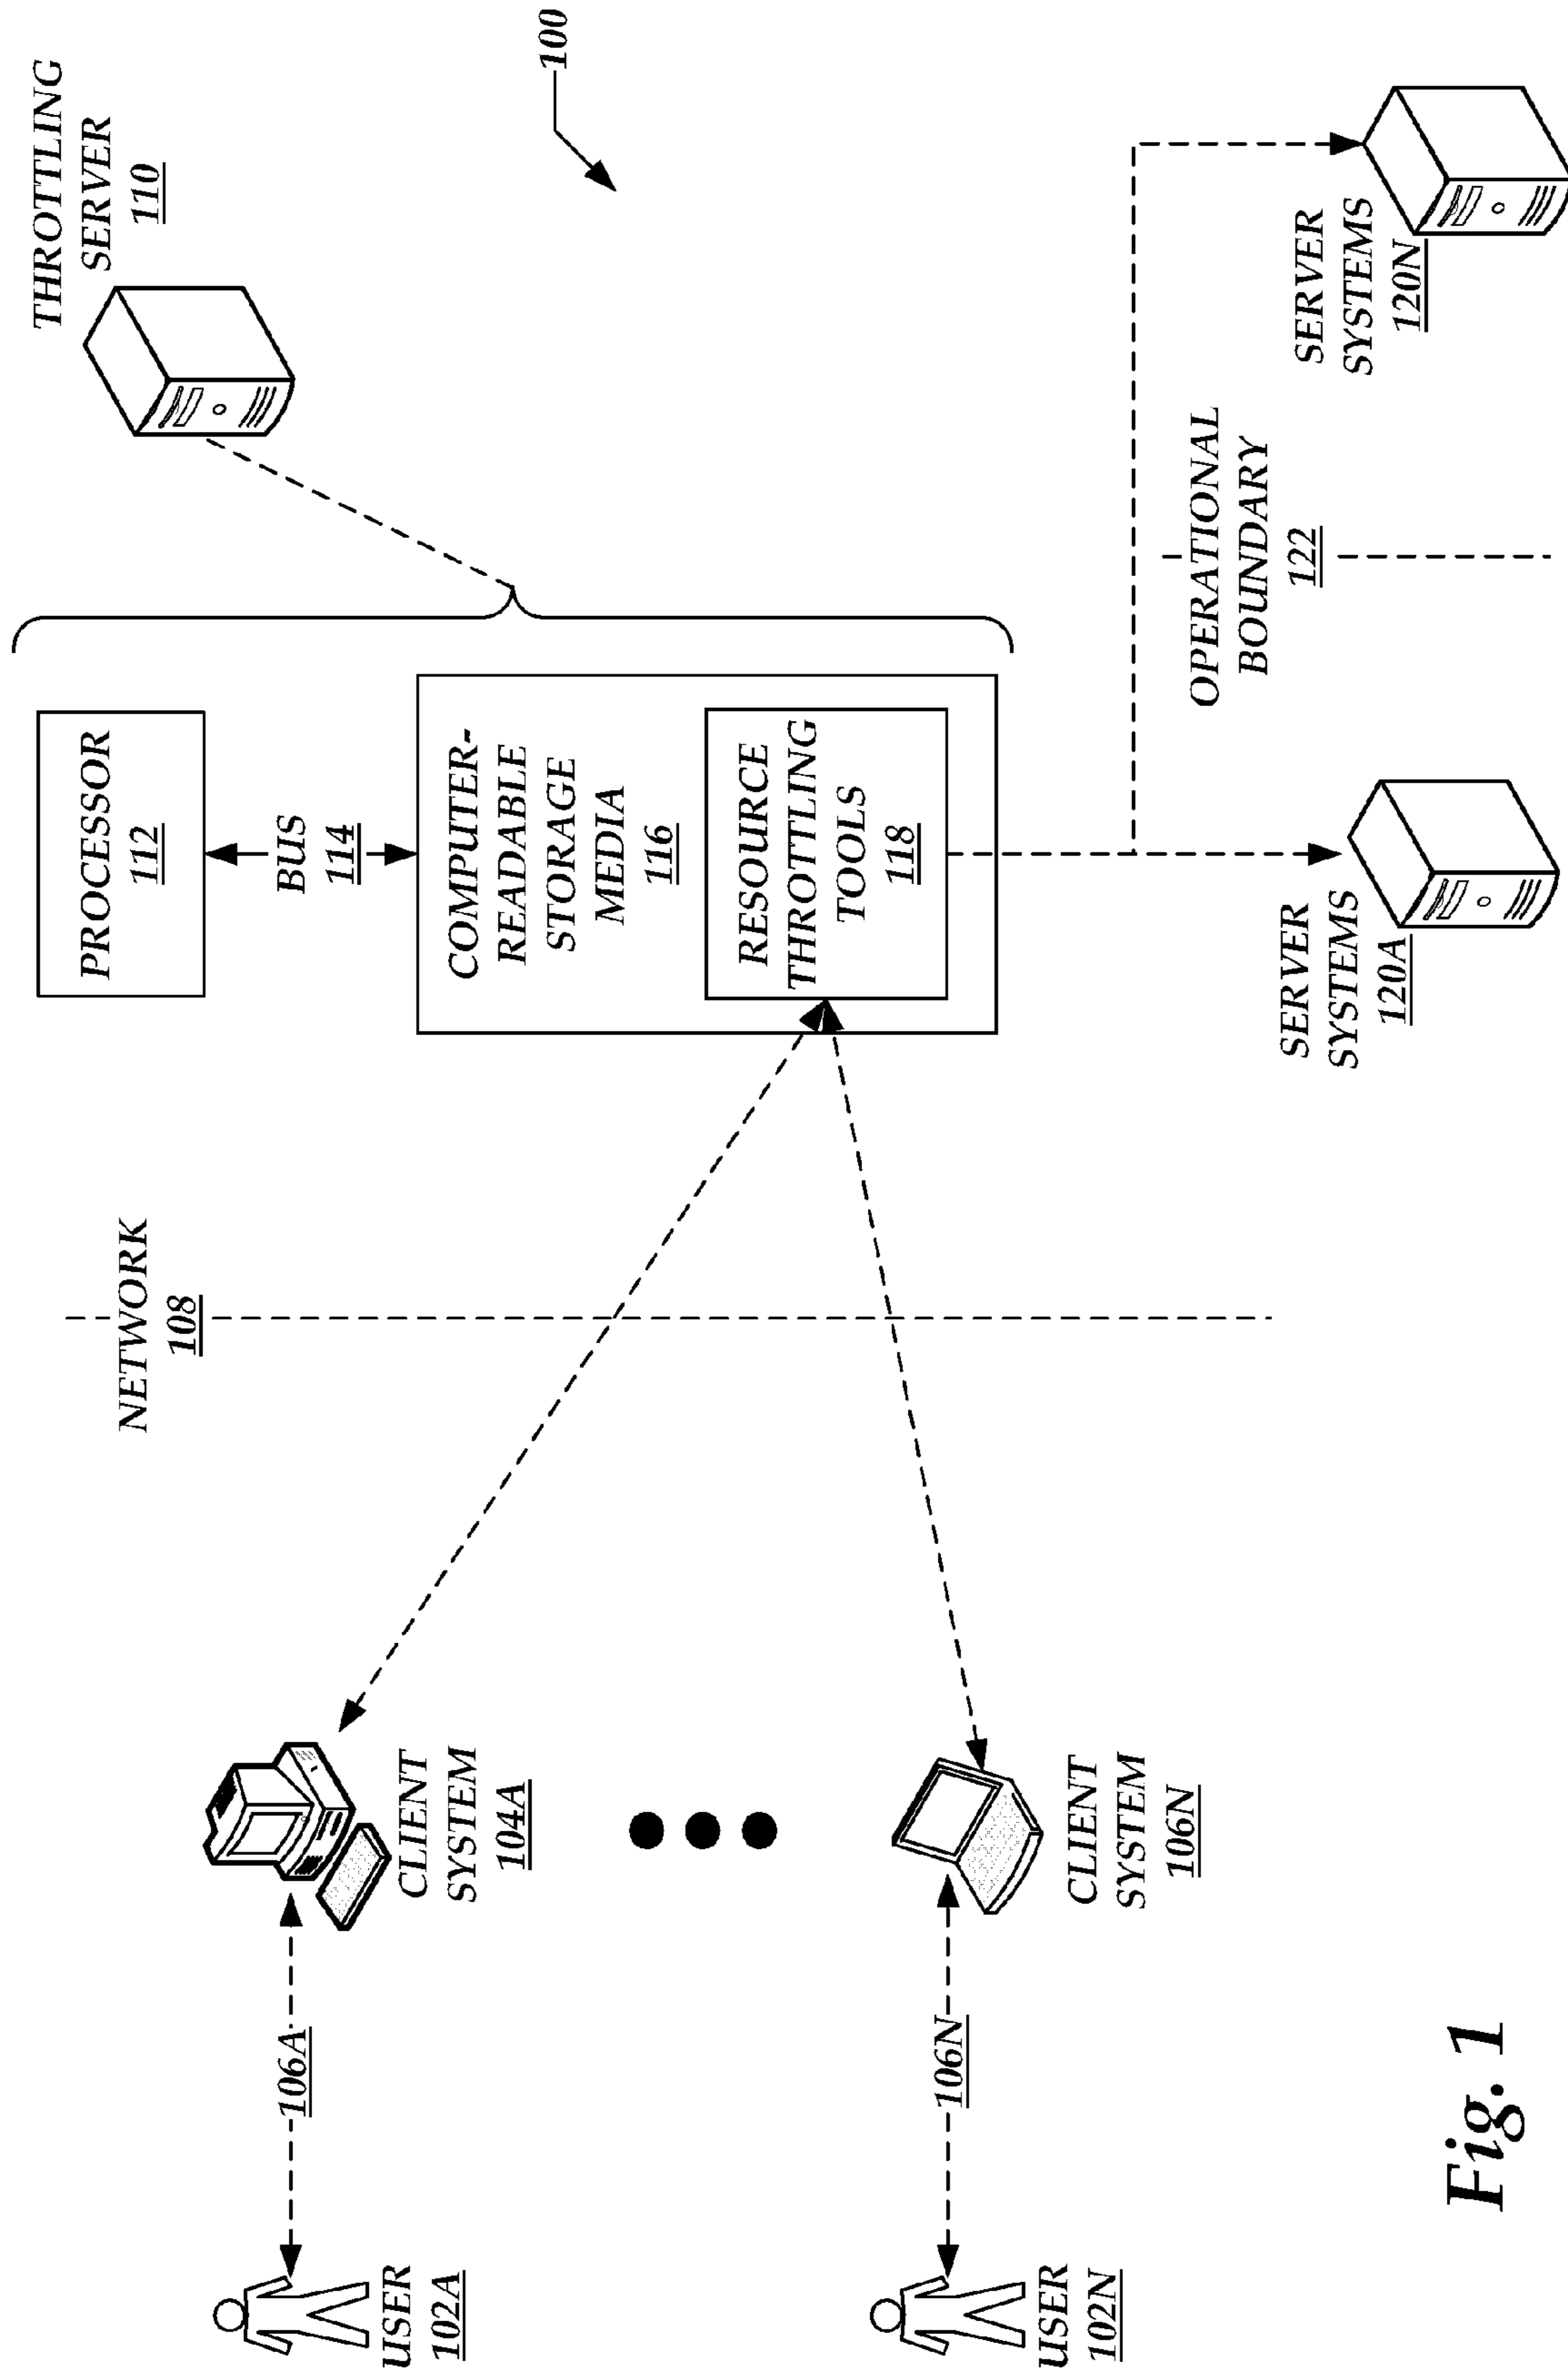 THROTTLING
SERVER
110
100
PROCESSOR
112
BUS
114
COMPUTER-
READABLE
STORAGE
MEDIA
116
RESOURCE
THROTTLING
TOOLS
118
NETWORK
108
USER
102A
106A
CLIENT
SYSTEM
104A
USER
102N
106N
CLIENT
SYSTEM
106N
SERVER
SYSTEMS
120A
OPERATIONAL
BOUNDARY
122
SERVER
SYSTEMS
120N
Fig. 1